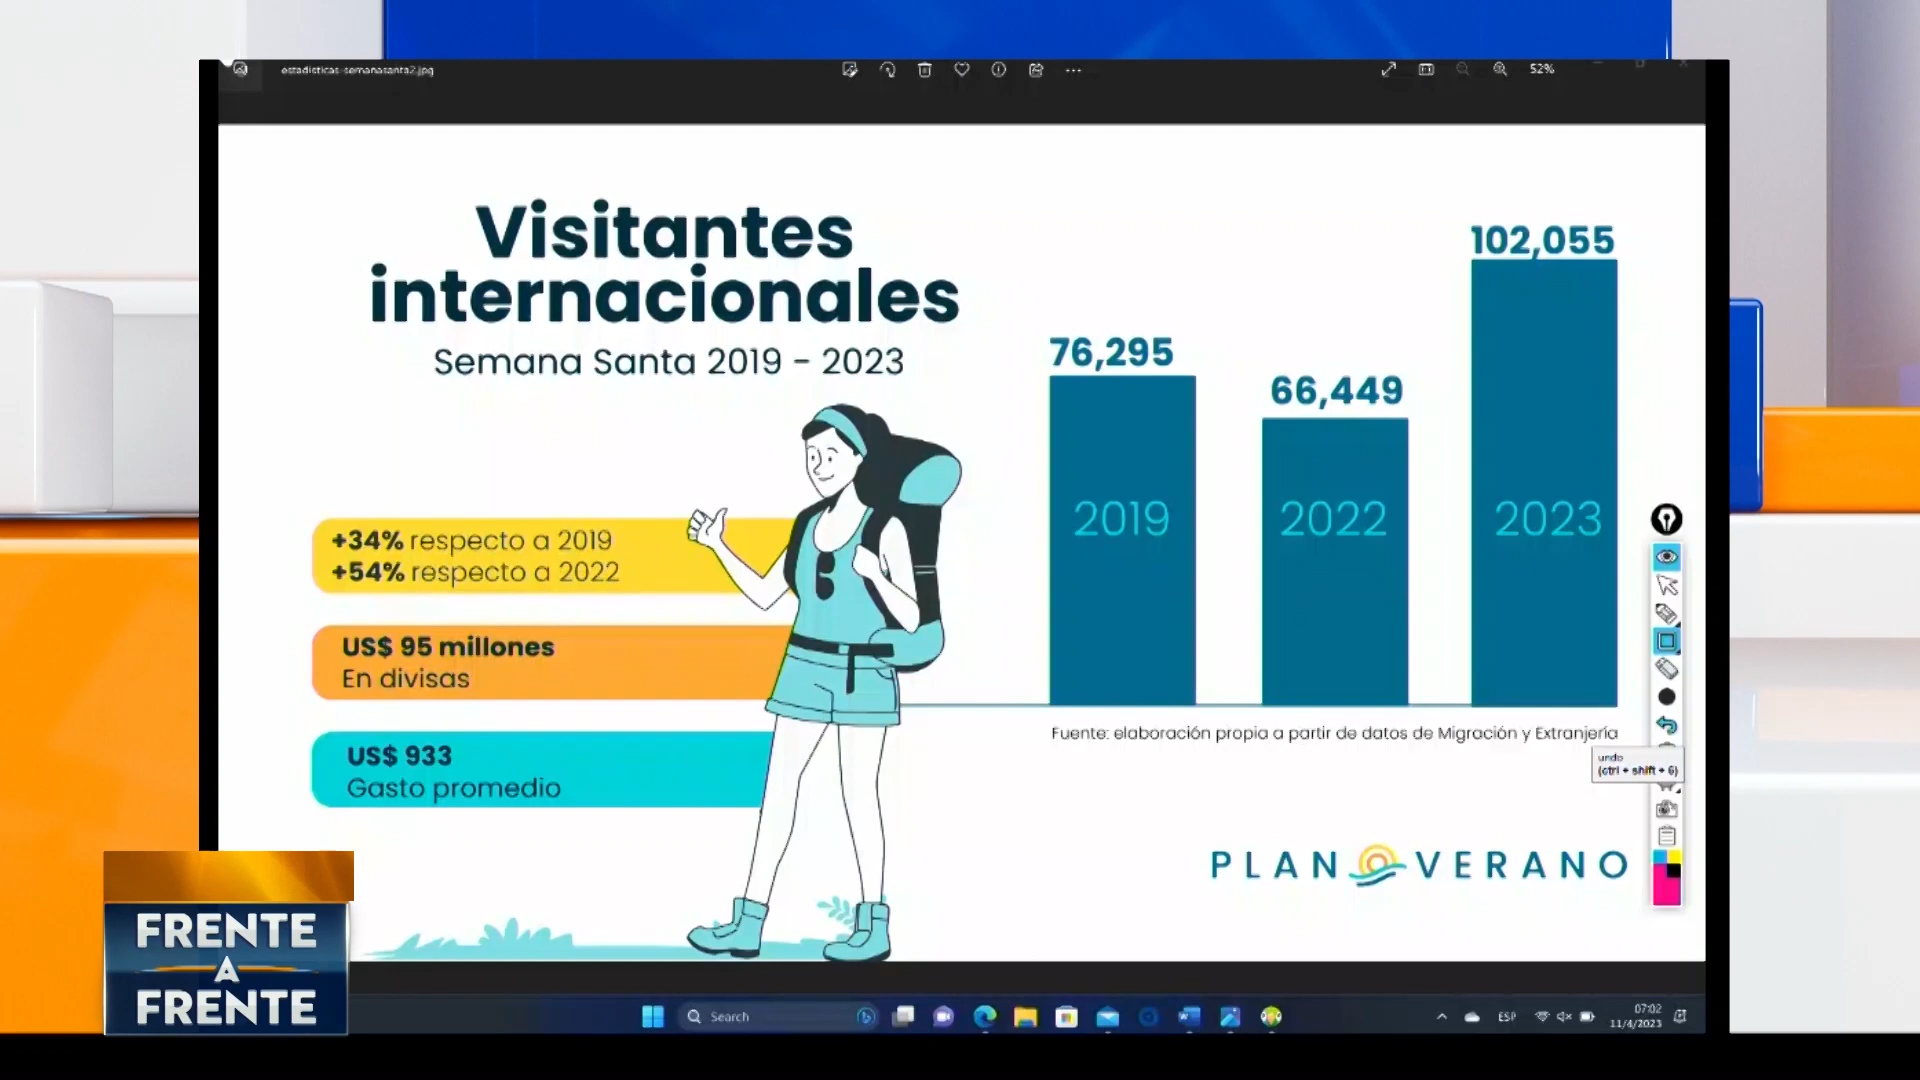 estadisticas-semanasanta2.jpg
52%
Visitantes
internacionales
Semana Santa 2019 - 2023
+34% respecto a 2019
+54% respecto a 2022
US$ 95 millones
En divisas
US$ 933
Gasto promedio
76,295
66,449
102,055
2019
2022
2023
Fuente: elaboración propia a partir de datos de Migración y Extranjería
undo
(ctrl + shift + 6)
PLAN VERANO
FRENTE
A
FRENTE
Search
ESP
07:02
11/4/2023